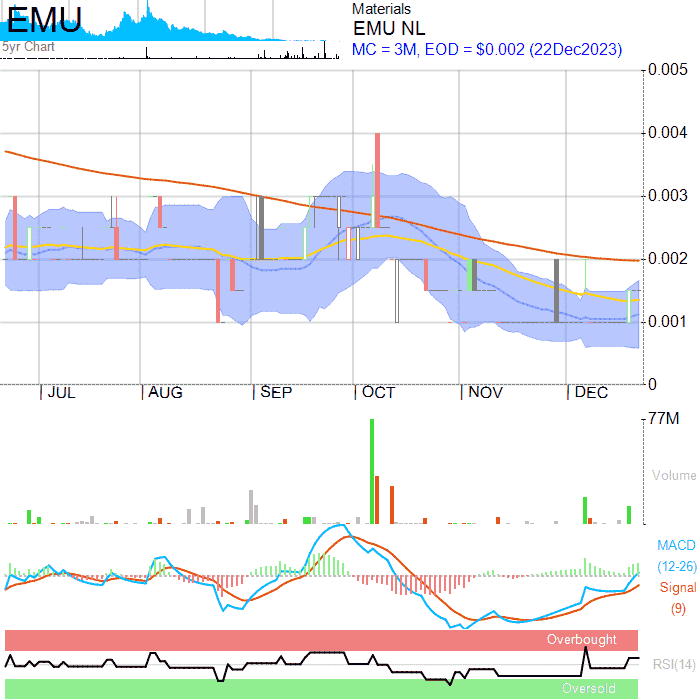 EMU
5yr Chart
Materials
EMU NL
MC = 3M, EOD = $0.002 (22Dec2023)
0.005
0.004
0.003
0.002
0.001
0
JUL
AUG
SEP
OCT
NOV
DEC
77M
Volume
MACD
(12-26)
Signal
(9)
Overbought
RSI(14)
Oversold